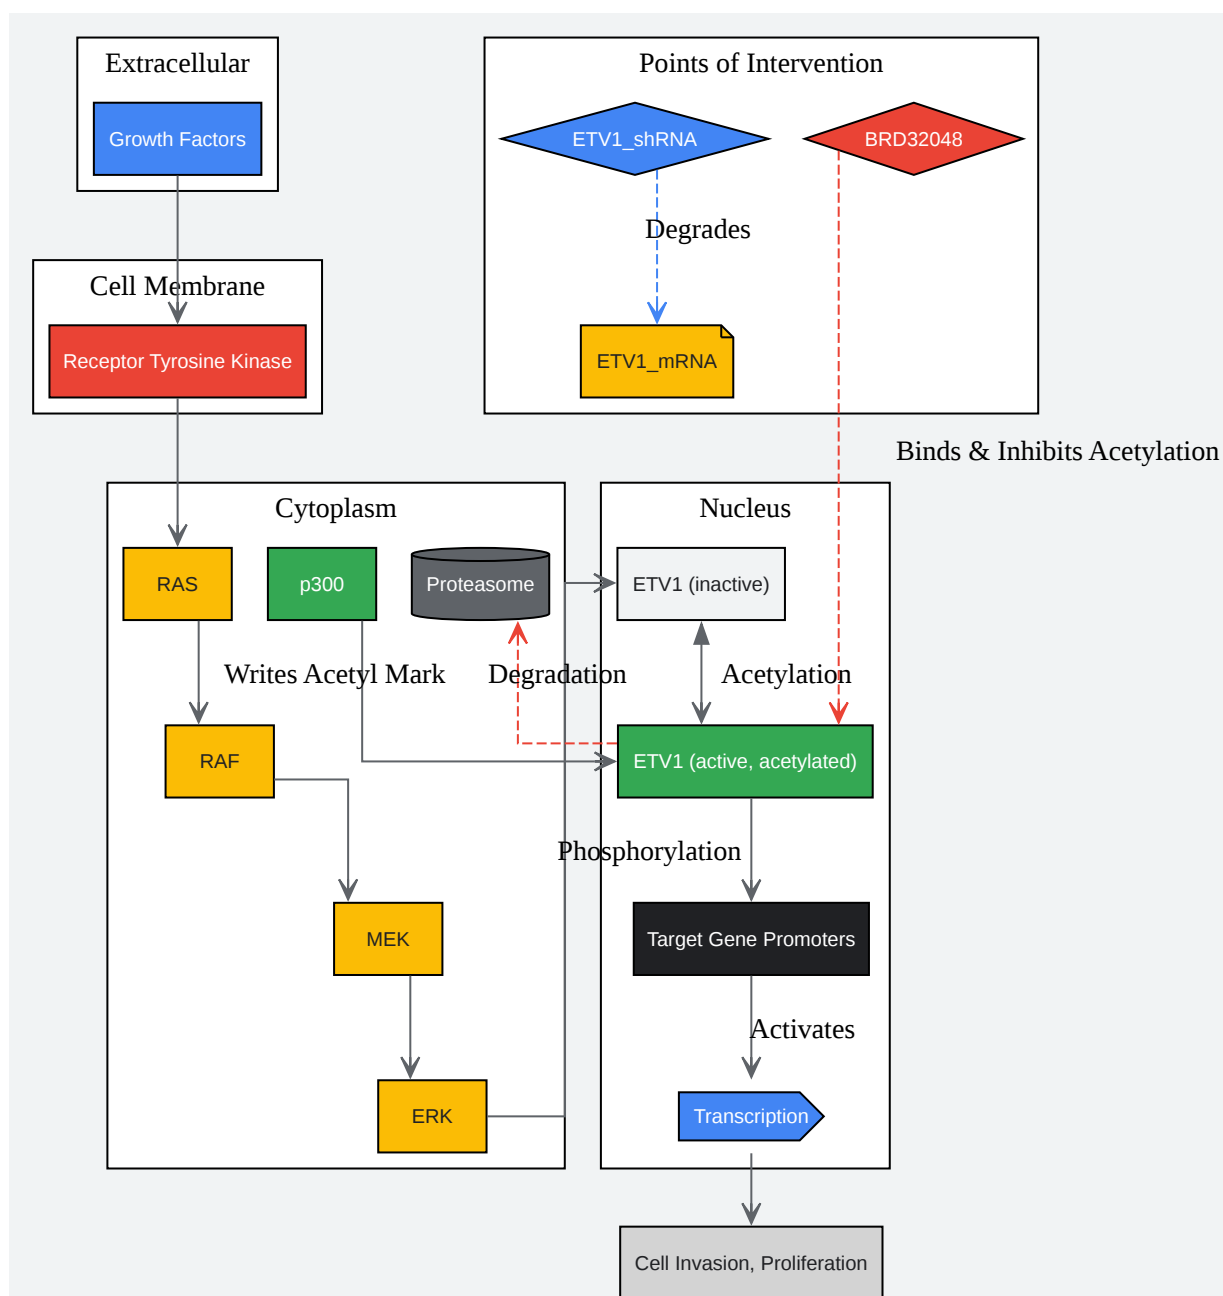 Extracellular
Growth Factors
Points of Intervention
ETV1_shRNA
BRD32048
Degrades
ETV1_mRNA
Cell Membrane
Receptor Tyrosine Kinase
Binds & Inhibits Acetylation
Cytoplasm
RAS
p300
Proteasome
Writes Acetyl Mark
Degradation
RAF
MEK
ERK
Nucleus
ETV1 (inactive)
Acetylation
ETV1 (active, acetylated)
Phosphorylation
Target Gene Promoters
Activates
Transcription
Cell Invasion, Proliferation